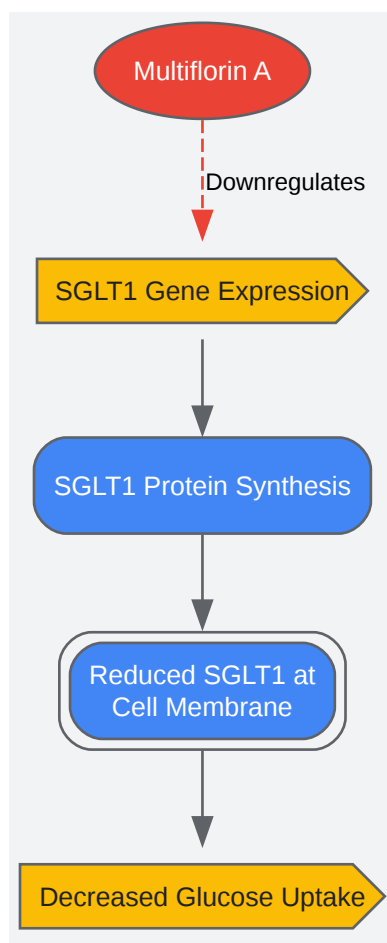 Multiflorin A
Downregulates
SGLT1 Gene Expression
SGLT1 Protein Synthesis
Reduced SGLT1 at
Cell Membrane
Decreased Glucose Uptake